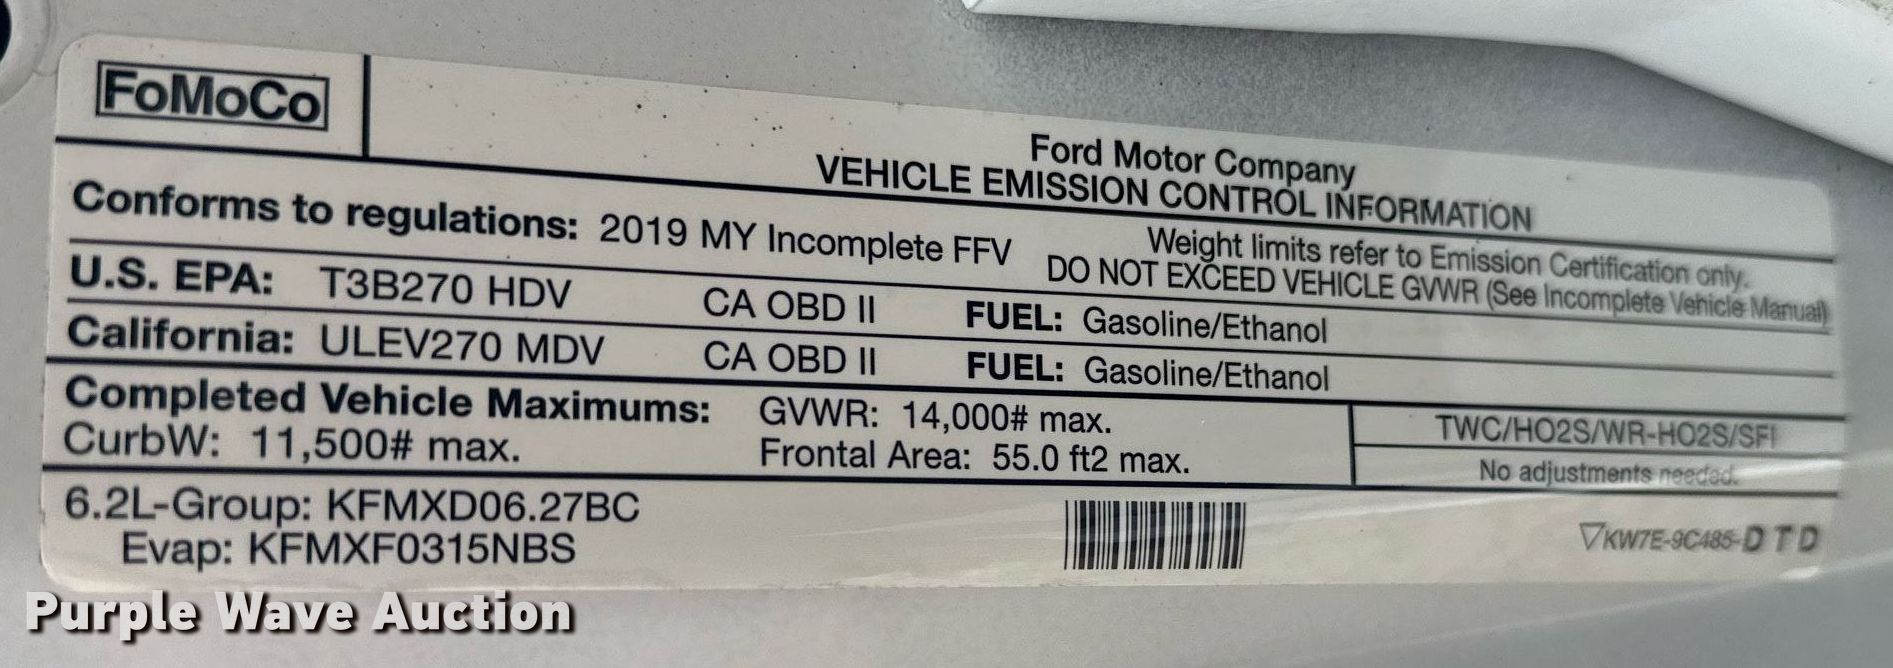 FoMoCo
Ford Motor Company
VEHICLE EMISSION CONTROL INFORMATION
Conforms to regulations: 2019 MY Incomplete FFV
Weight limits refer to Emission Certification only.
DO NOT EXCEED VEHICLE GVWR (See Incomplete Vehicle Manual)
U.S. EPA: T3B270 HDV CA OBD II FUEL: Gasoline/Ethanol
California: ULEV270 MDV CA OBD II FUEL: Gasoline/Ethanol
Completed Vehicle Maximums: GVWR: 14,000# max.
CurbW: 11,500# max. Frontal Area: 55.0 ft2 max.
TWC/HO2S/WR-HO2S/SFI
No adjustments needed.
6.2L-Group: KFMXD06.27BC
Evap: KFMXF0315NBS
▽KW7E-9C485-D T D
Purple Wave Auction